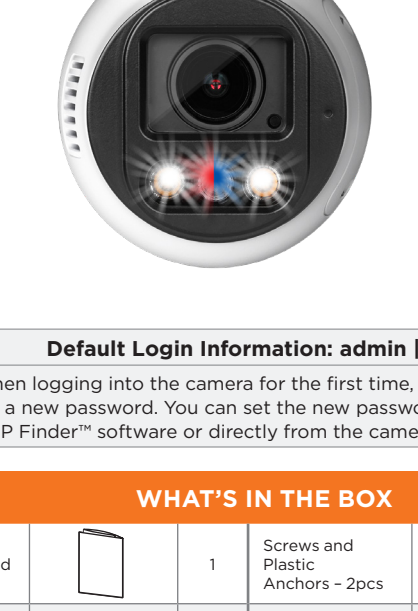 Default Login Information: admin |
hen logging into the camera for the first time,
a new password. You can set the new passwo
P Finder™ software or directly from the came
WHAT'S IN THE BOX
d
1
Screws and
Plastic
Anchors – 2pcs